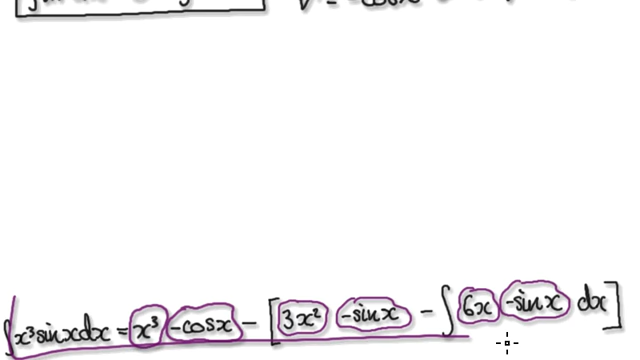 ∫x³sinxdx = x³ -cosx - [3x² -sinx - ∫6x -sinx dx]